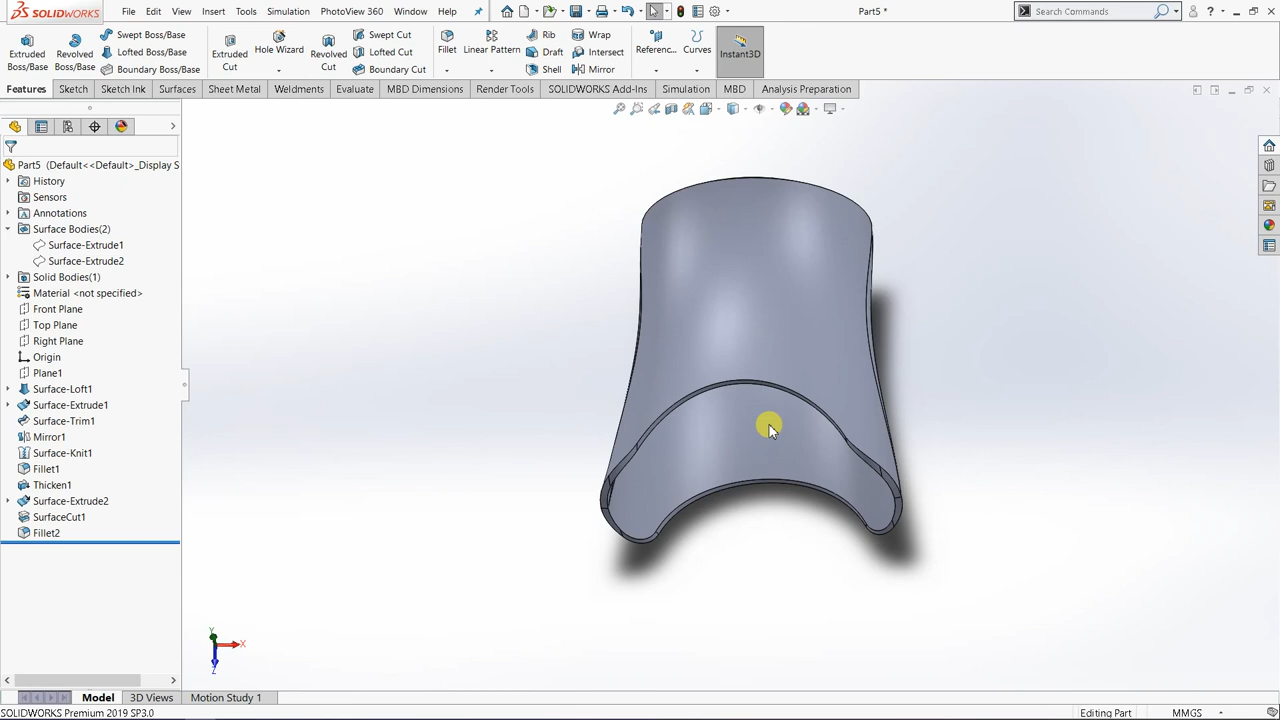 SOLIDWORKS File Edit View Insert Tools Simulation PhotoView 360 Window Help Part5 * Search Commands
Extruded Boss/Base
Revolved Boss/Base
Swept Boss/Base
Lofted Boss/Base
Boundary Boss/Base
Extruded Cut
Hole Wizard
Revolved Cut
Swept Cut
Lofted Cut
Boundary Cut
Fillet
Linear Pattern
Rib
Draft
Shell
Wrap
Intersect
Mirror
Referenc...
Curves
Instant3D
Features Sketch Sketch Ink Surfaces Sheet Metal Weldments Evaluate MBD Dimensions Render Tools SOLIDWORKS Add-Ins Simulation MBD Analysis Preparation
Part5 (Default<<Default>_Display S
History
Sensors
Annotations
Surface Bodies(2)
Surface-Extrude1
Surface-Extrude2
Solid Bodies(1)
Material <not specified>
Front Plane
Top Plane
Right Plane
Origin
Plane1
Surface-Loft1
Surface-Extrude1
Surface-Trim1
Mirror1
Surface-Knit1
Fillet1
Thicken1
Surface-Extrude2
SurfaceCut1
Fillet2
Y
X
Z
Model 3D Views Motion Study 1
SOLIDWORKS Premium 2019 SP3.0 Editing Part MMGS